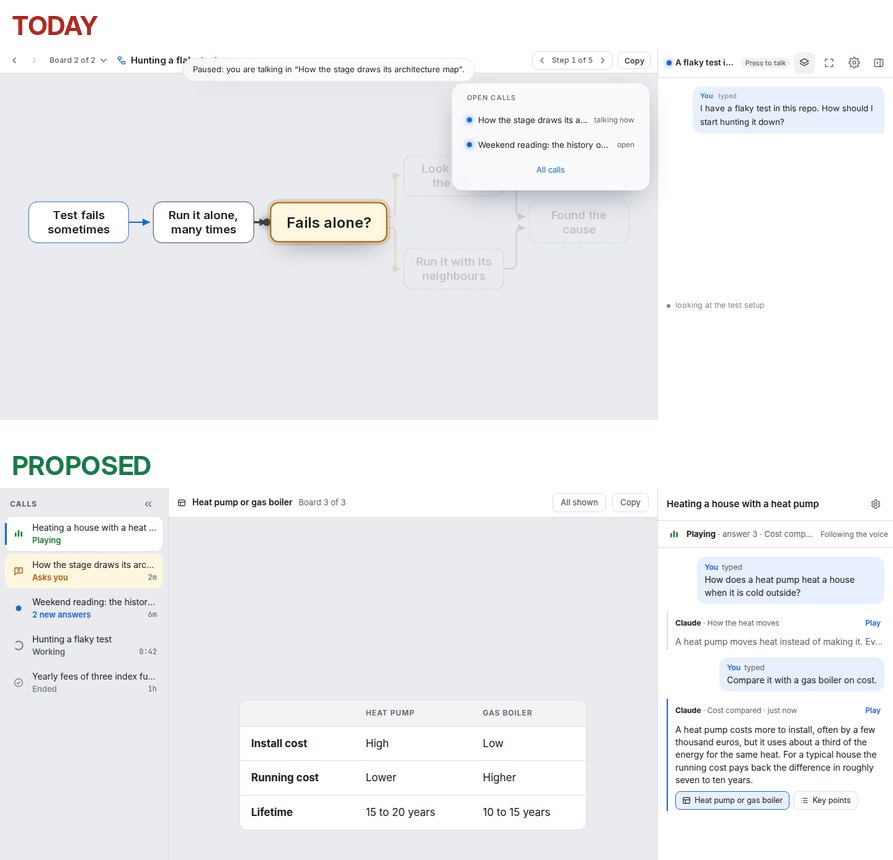 TODAY
Board 2 of 2
Hunting a fla
Step 1 of 5
Copy
Paused: you are talking in “How the stage draws its architecture map”.
OPEN CALLS
How the stage draws its a... talking now
Weekend reading: the history o... open
All calls
Test fails
sometimes
Run it alone,
many times
Fails alone?
Look
the
Run it with its
neighbours
Found the
cause
A flaky test i...
Press to talk
You typed
I have a flaky test in this repo. How should I
start hunting it down?
looking at the test setup
PROPOSED
CALLS
Heating a house with a heat ...
Playing
How the stage draws its arc...
Asks you 2m
Weekend reading: the histor...
2 new answers 6m
Hunting a flaky test
Working 0:42
Yearly fees of three index fu...
Ended 1h
Heat pump or gas boiler Board 3 of 3
All shown
Copy
HEAT PUMP GAS BOILER
Install cost High Low
Running cost Lower Higher
Lifetime 15 to 20 years 10 to 15 years
Heating a house with a heat pump
Playing · answer 3 · Cost comp... Following the voice
You typed
How does a heat pump heat a house
when it is cold outside?
Claude · How the heat moves Play
A heat pump moves heat instead of making it. Ev...
You typed
Compare it with a gas boiler on cost.
Claude · Cost compared · just now Play
A heat pump costs more to install, often by a few
thousand euros, but it uses about a third of the
energy for the same heat. For a typical house the
running cost pays back the difference in roughly
seven to ten years.
Heat pump or gas boiler
Key points